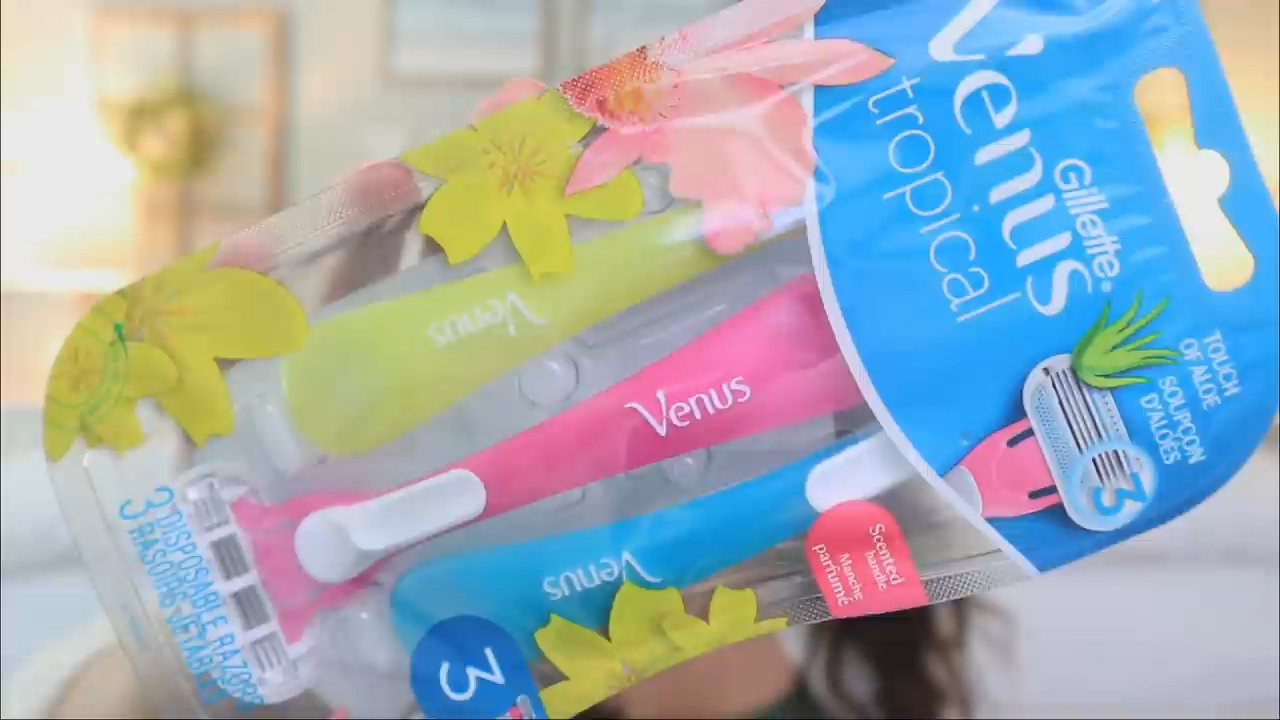 Gillette®
Venus
tropical
TOUCH
OF ALOE
SOUPÇON
D'ALOÈS
3
Venus
Venus
Venus
Scented
handle
Manche
parfumé
3 DISPOSABLE RAZORS
3 RASOIRS JETABLES
3